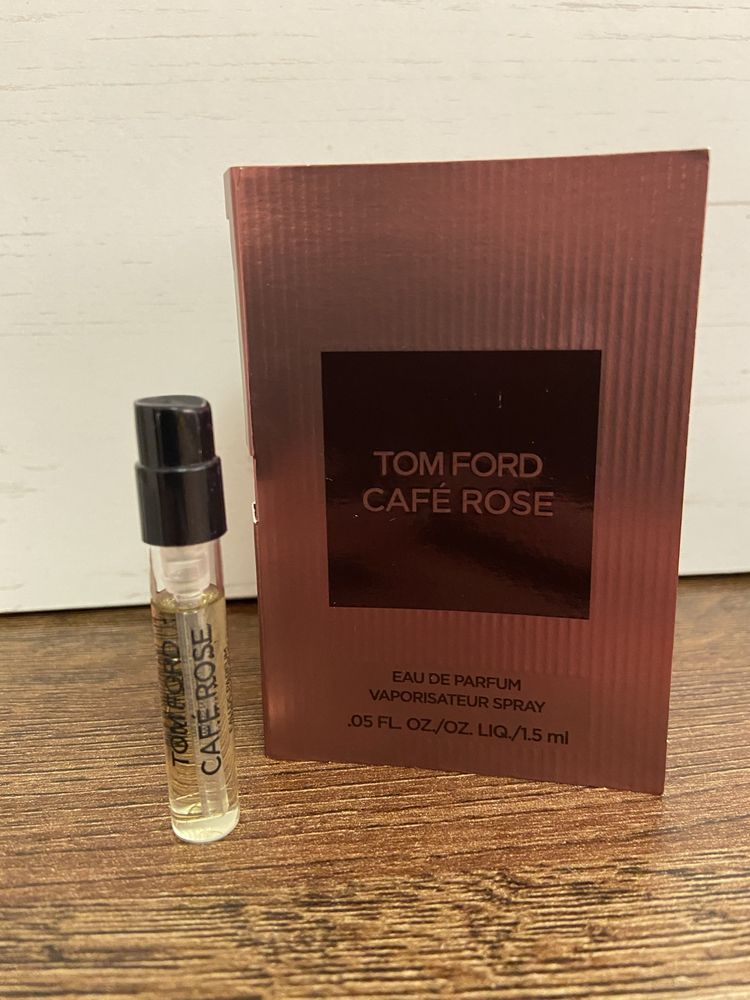 TOM FORD
CAFÉ ROSE
EAU DE PARFUM
VAPORISATEUR SPRAY
.05 FL. OZ./OZ. LIQ./1.5 ml
TOM FORD
CAFÉ ROSE